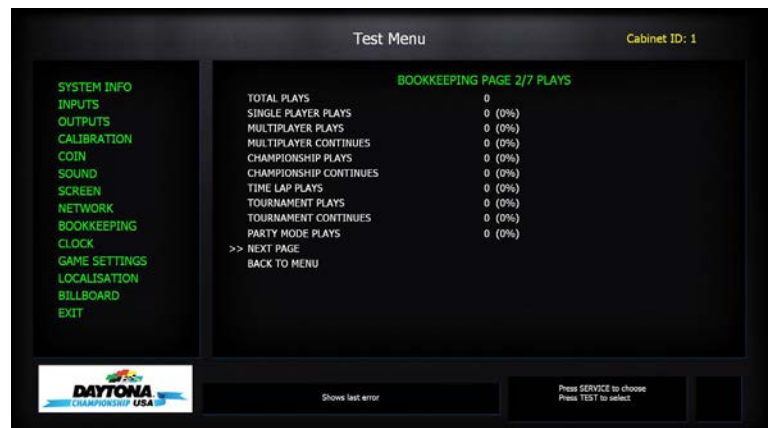 Test Menu
Cabinet ID: 1
SYSTEM INFO
INPUTS
OUTPUTS
CALIBRATION
COIN
SOUND
SCREEN
NETWORK
BOOKKEEPING
CLOCK
GAME SETTINGS
LOCALISATION
BILLBOARD
EXIT
BOOKKEEPING PAGE 2/7 PLAYS
TOTAL PLAYS 0
SINGLE PLAYER PLAYS 0 (0%)
MULTIPLAYER PLAYS 0 (0%)
MULTIPLAYER CONTINUES 0 (0%)
CHAMPIONSHIP PLAYS 0 (0%)
CHAMPIONSHIP CONTINUES 0 (0%)
TIME LAP PLAYS 0 (0%)
TOURNAMENT PLAYS 0 (0%)
TOURNAMENT CONTINUES 0 (0%)
PARTY MODE PLAYS 0 (0%)
>> NEXT PAGE
BACK TO MENU
DAYTONA
CHAMPIONSHIP USA
Shows last error
Press SERVICE to choose
Press TEST to select